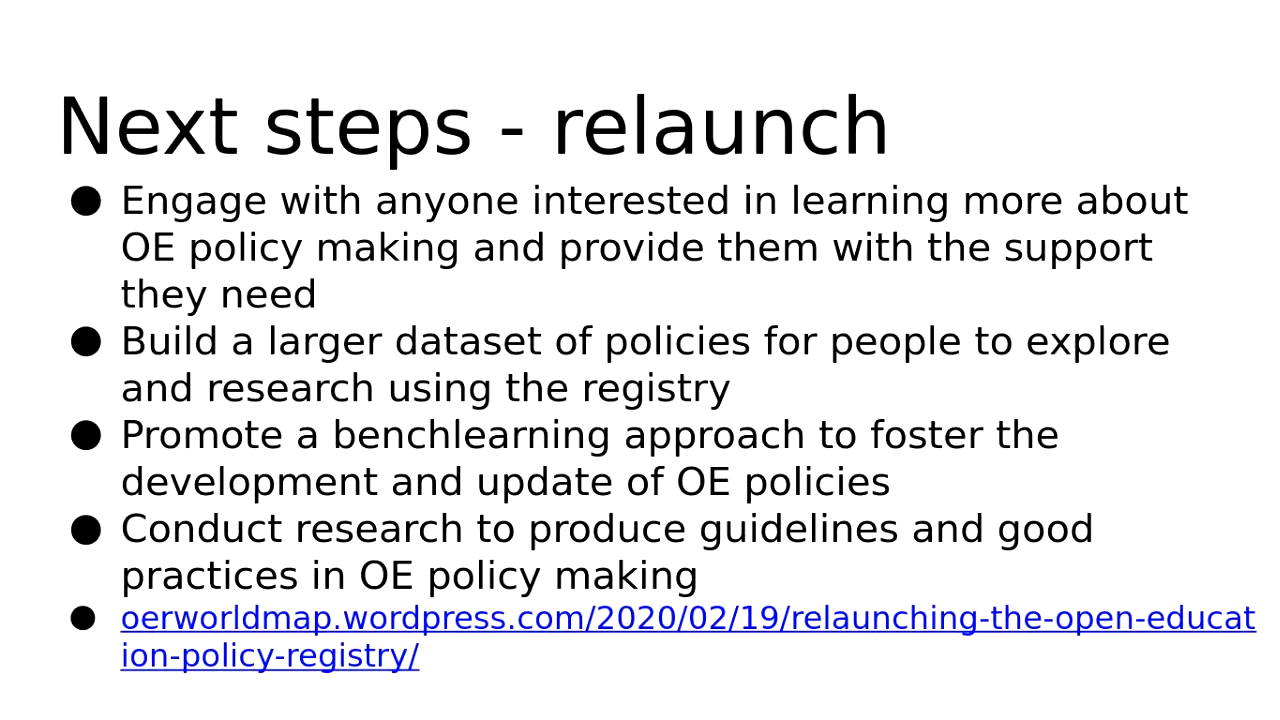 Next steps - relaunch
● Engage with anyone interested in learning more about
OE policy making and provide them with the support
they need
● Build a larger dataset of policies for people to explore
and research using the registry
● Promote a benchlearning approach to foster the
development and update of OE policies
● Conduct research to produce guidelines and good
practices in OE policy making
● oerworldmap.wordpress.com/2020/02/19/relaunching-the-open-educat
ion-policy-registry/